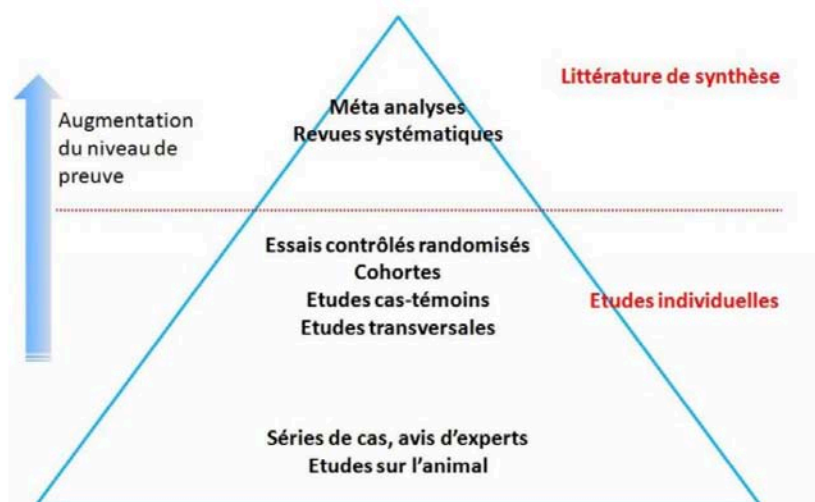 Littérature de synthèse
Méta analyses
Revues systématiques
Augmentation
du niveau de
preuve
Essais contrôlés randomisés
Cohortes
Etudes cas-témoins
Etudes transversales
Etudes individuelles
Séries de cas, avis d’experts
Etudes sur l’animal